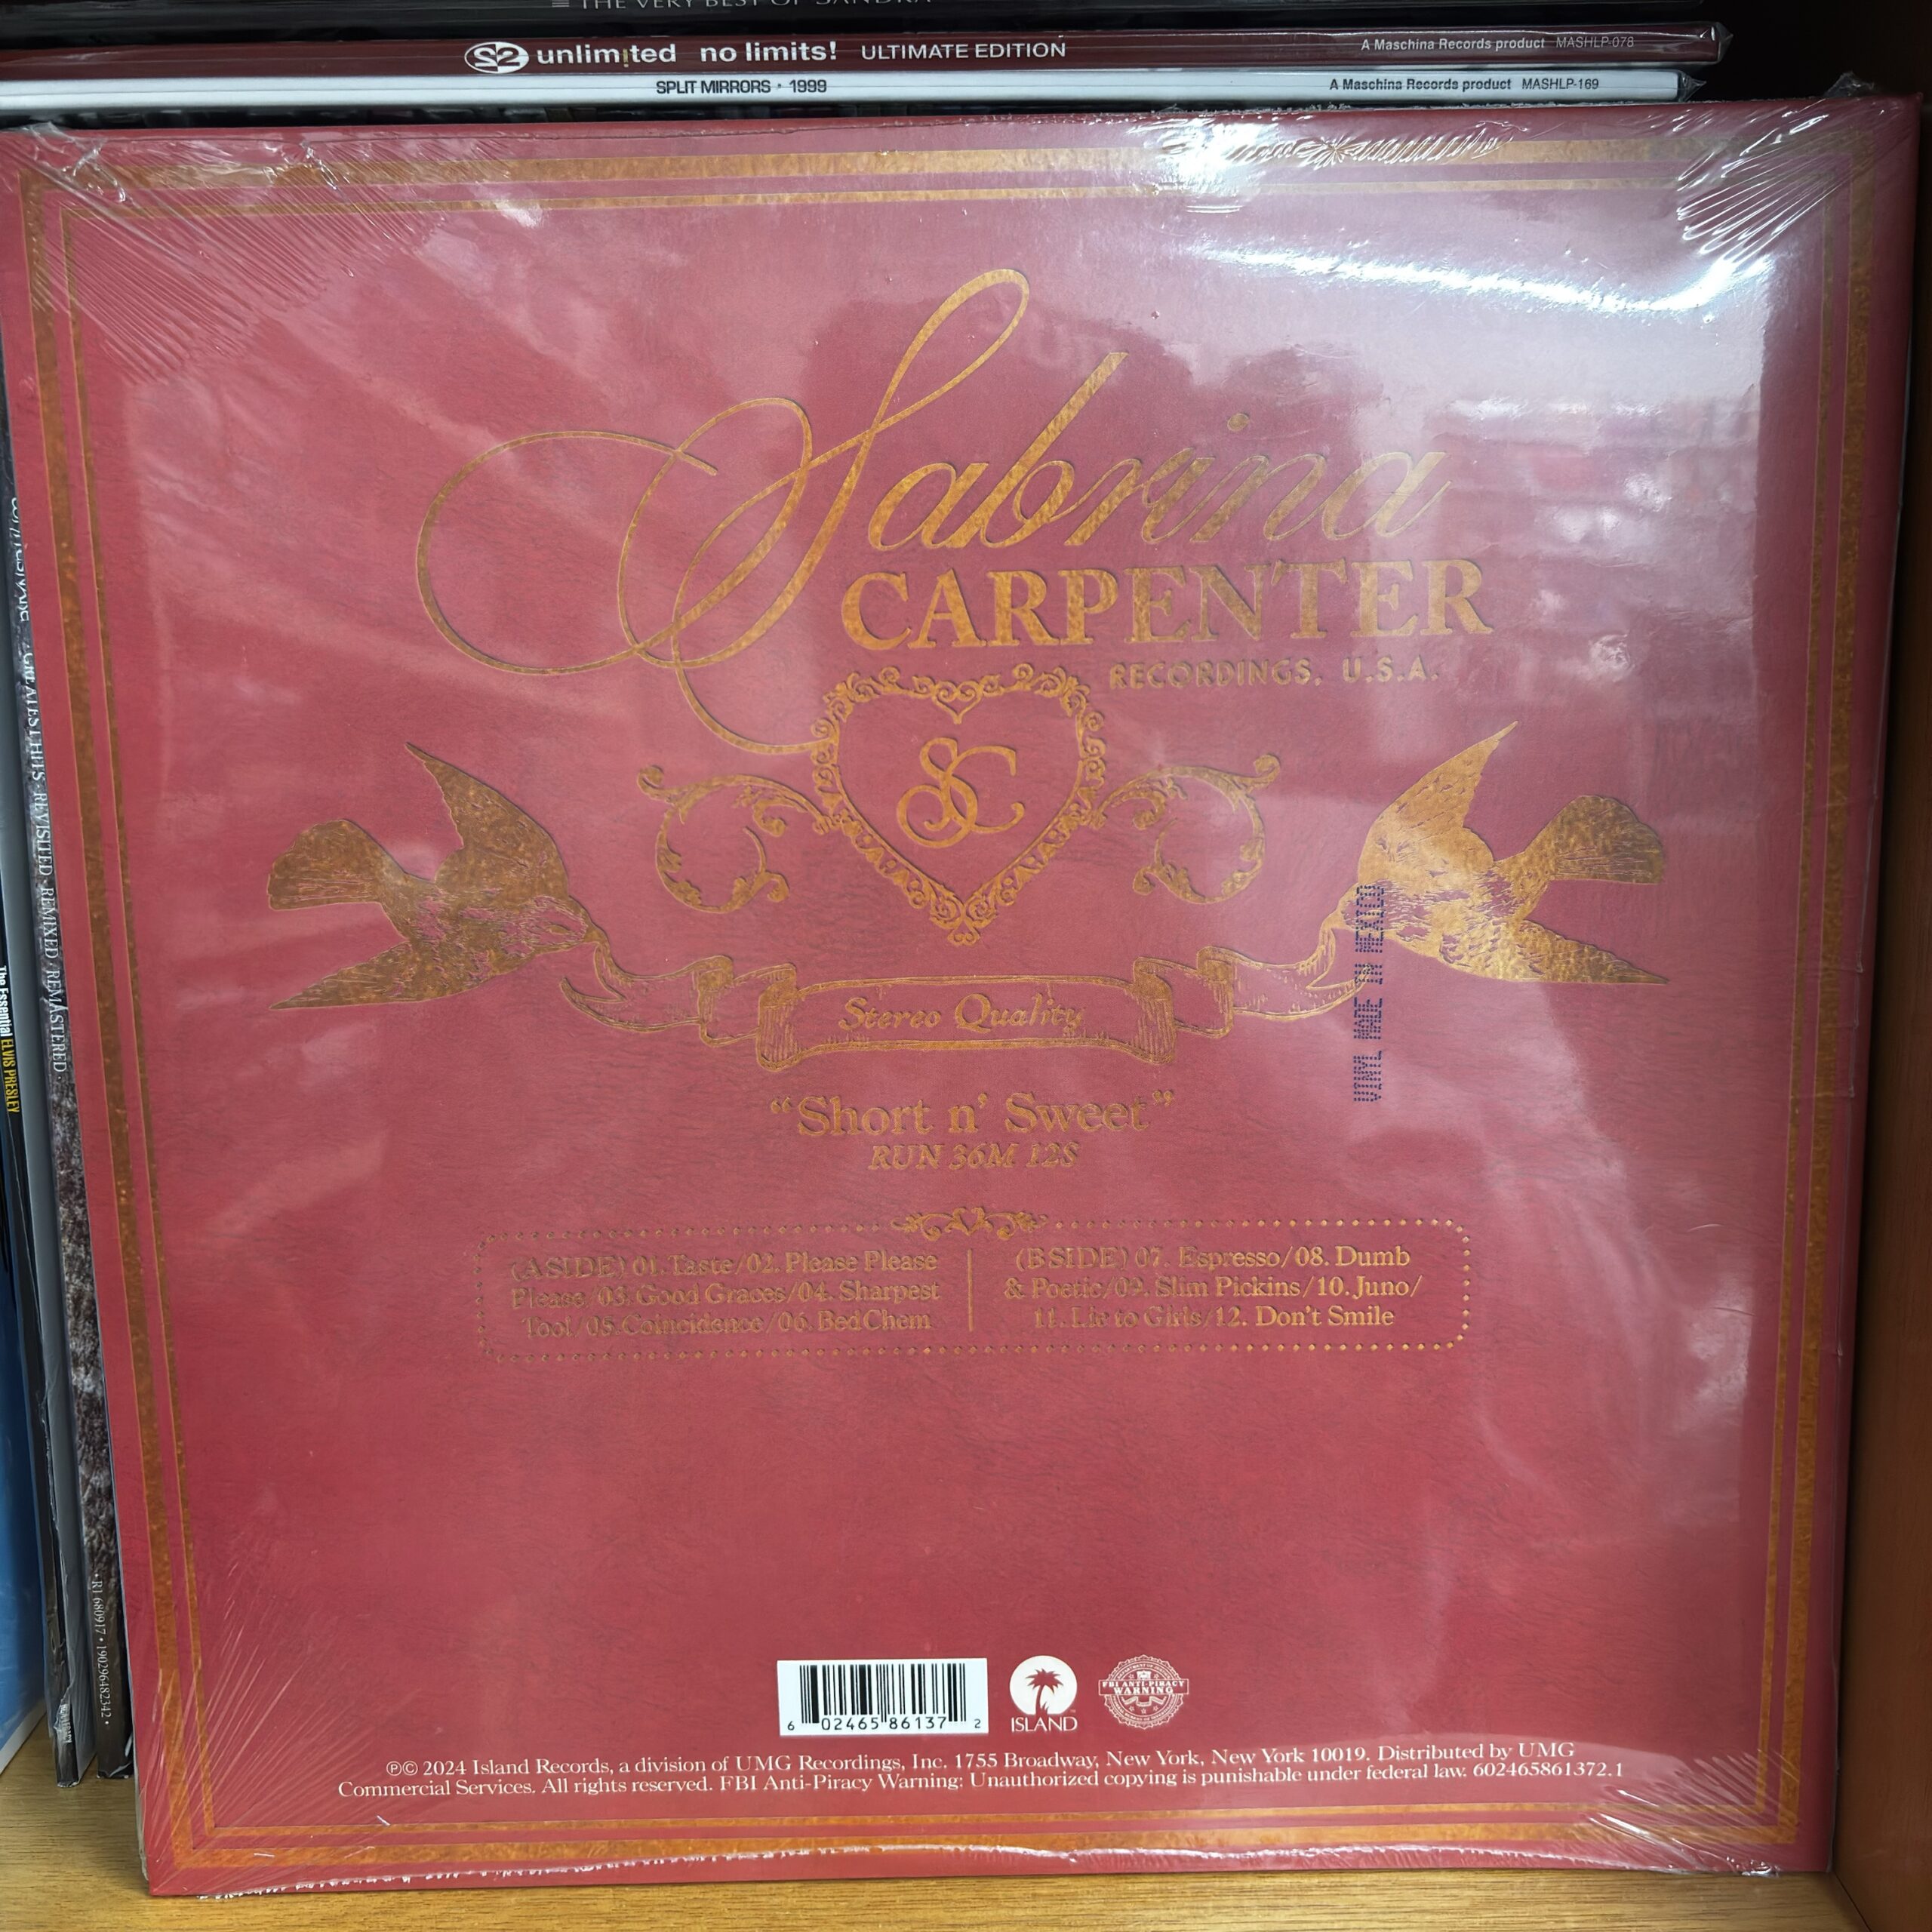 THE VERY BEST OF SANDRA
2 unlimited no limits! ULTIMATE EDITION A Maschina Records product MASHLP-078
SPLIT MIRRORS · 1999 A Maschina Records product MASHLP-169
Sabrina
CARPENTER
RECORDINGS, U.S.A.
SC
Stereo Quality
VINYL MADE IN MEXICO
“Short n’ Sweet”
RUN 36M 12S
(A SIDE) 01. Taste/02. Please Please
Please/03. Good Graces/04. Sharpest
Tool/05. Coincidence/06. Bed Chem
(B SIDE) 07. Espresso/08. Dumb
& Poetic/09. Slim Pickins/10. Juno/
11. Lie to Girls/12. Don't Smile
6 02465 86137 2
ISLAND
FBI ANTI-PIRACY
WARNING
℗© 2024 Island Records, a division of UMG Recordings, Inc. 1755 Broadway, New York, New York 10019. Distributed by UMG
Commercial Services. All rights reserved. FBI Anti-Piracy Warning: Unauthorized copying is punishable under federal law. 602465861372.1
GREATEST HITS · REVISITED · REMIXED · REMASTERED ·
· R1 680917 · 190296482342 ·
The Essential ELVIS PRESLEY